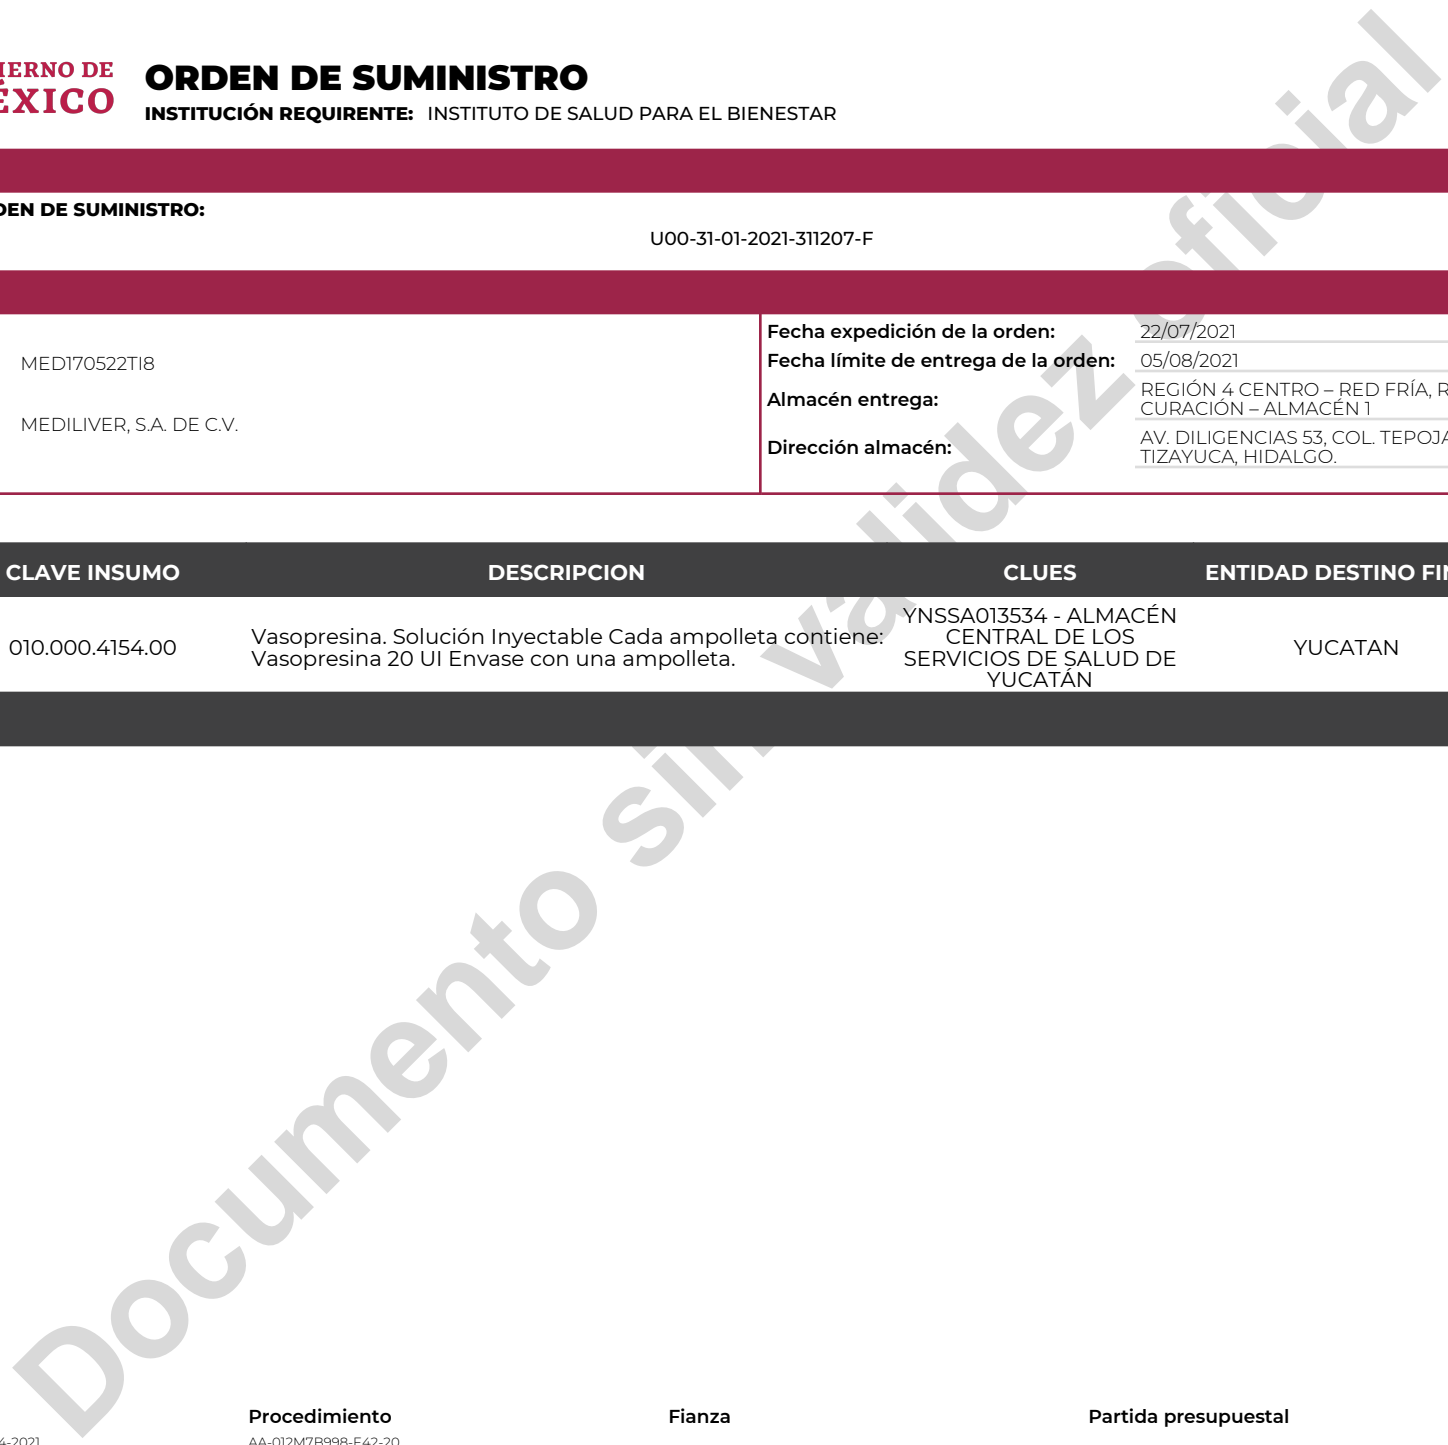 ORDEN DE SUMINISTRO
INSTITUCIÓN REQUIRENTE: INSTITUTO DE SALUD PARA EL BIENESTAR
DE
DE SUMINISTRO:
U00-31-01-2021-311207-F
MED170522TI8
MEDILIVER, S.A. DE C.V.
Fecha expedición de la orden: 22/07/2021
Fecha límite de entrega de la orden: 05/08/2021
Almacén entrega: REGIÓN 4 CENTRO – RED FRÍA,
CURACIÓN – ALMACÉN 1
Dirección almacén: AV. DILIGENCIAS 53, COL.
TIZAYUCA, HIDALGO.
CLAVE INSUMO DESCRIPCION CLUES ENTIDAD DESTINO
010.000.4154.00
Vasopresina. Solución Inyectable Cada ampolleta contiene:
Vasopresina 20 UI Envase con una ampolleta.
YNSSA013534 - ALMACÉN
CENTRAL DE LOS
SERVICIOS DE SALUD DE
YUCATÁN
YUCATAN
Documento sin validez oficial
Procedimiento Fianza Partida presupuestal